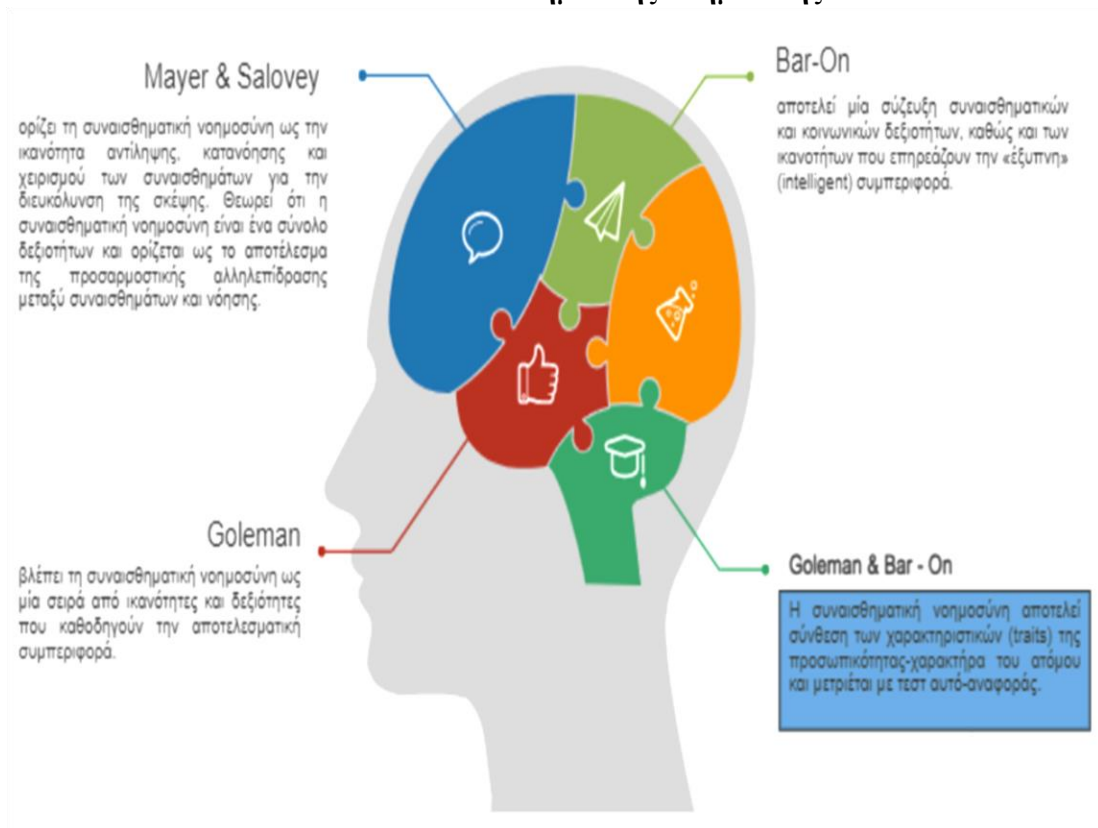 Mayer & Salovey
ορίζει τη συναισθηματική νοημοσύνη ως την
ικανότητα αντίληψης, κατανόησης και
χειρισμού των συναισθημάτων για την
διευκόλυνση της σκέψης. Θεωρεί ότι η
συναισθηματική νοημοσύνη είναι ένα σύνολο
δεξιοτήτων και ορίζεται ως το αποτέλεσμα
της προσαρμοστικής αλληλεπίδρασης
μεταξύ συναισθημάτων και νόησης.
Bar-On
αποτελεί μία σύζευξη συναισθηματικών
και κοινωνικών δεξιοτήτων, καθώς και των
ικανοτήτων που επηρεάζουν την «έξυπνη»
(intelligent) συμπεριφορά.
Goleman
βλέπει τη συναισθηματική νοημοσύνη ως
μία σειρά από ικανότητες και δεξιότητες
που καθοδηγούν την αποτελεσματική
συμπεριφορά.
Goleman & Bar - On
Η συναισθηματική νοημοσύνη αποτελεί
σύνθεση των χαρακτηριστικών (traits) της
προσωπικότητας-χαρακτήρα του ατόμου
και μετριέται με τεστ αυτό-αναφοράς.